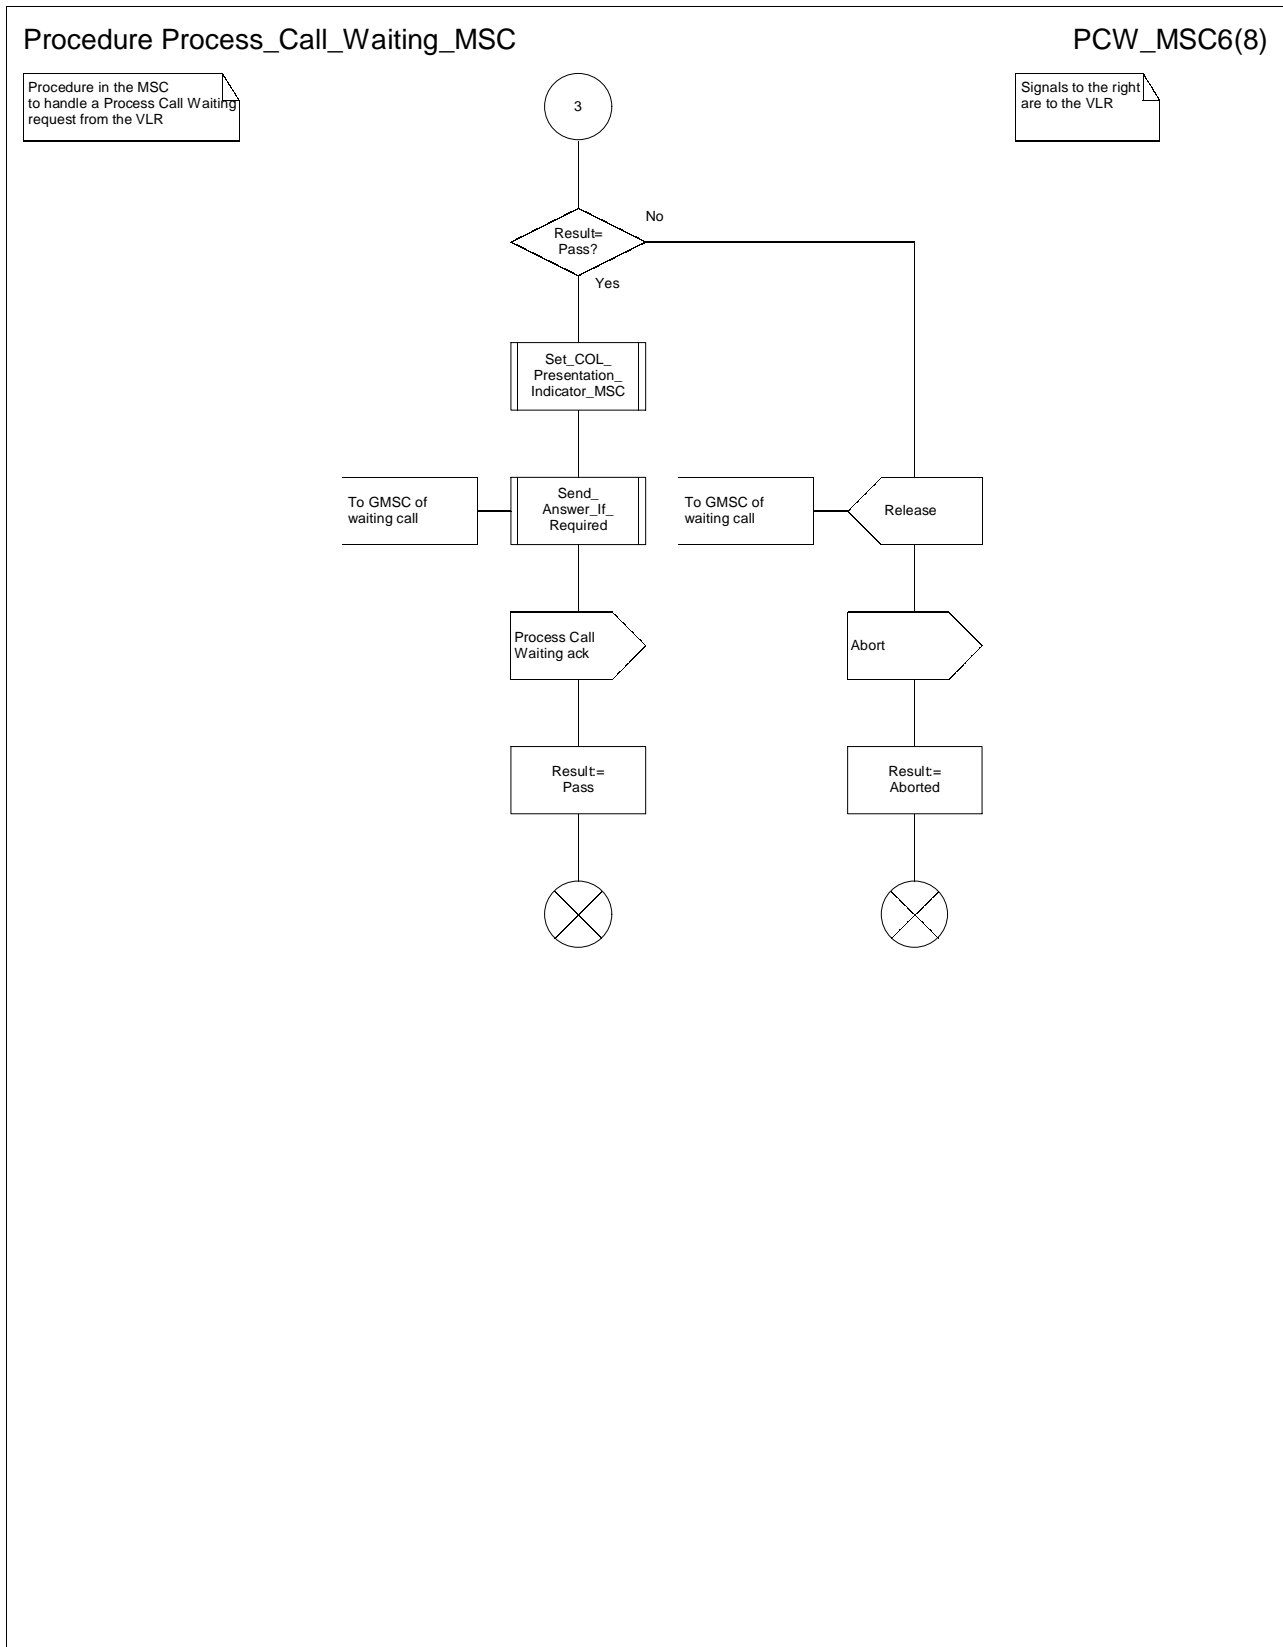 Procedure Process_Call_Waiting_MSC
PCW_MSC6(8)
Procedure in the MSC
to handle a Process Call Waiting
request from the VLR
Signals to the right
are to the VLR
3
Result=
Pass?
No
Yes
Set_COL_
Presentation_
Indicator_MSC
To GMSC of
waiting call
Send_
Answer_If_
Required
To GMSC of
waiting call
Release
Process Call
Waiting ack
Abort
Result:=
Pass
Result:=
Aborted